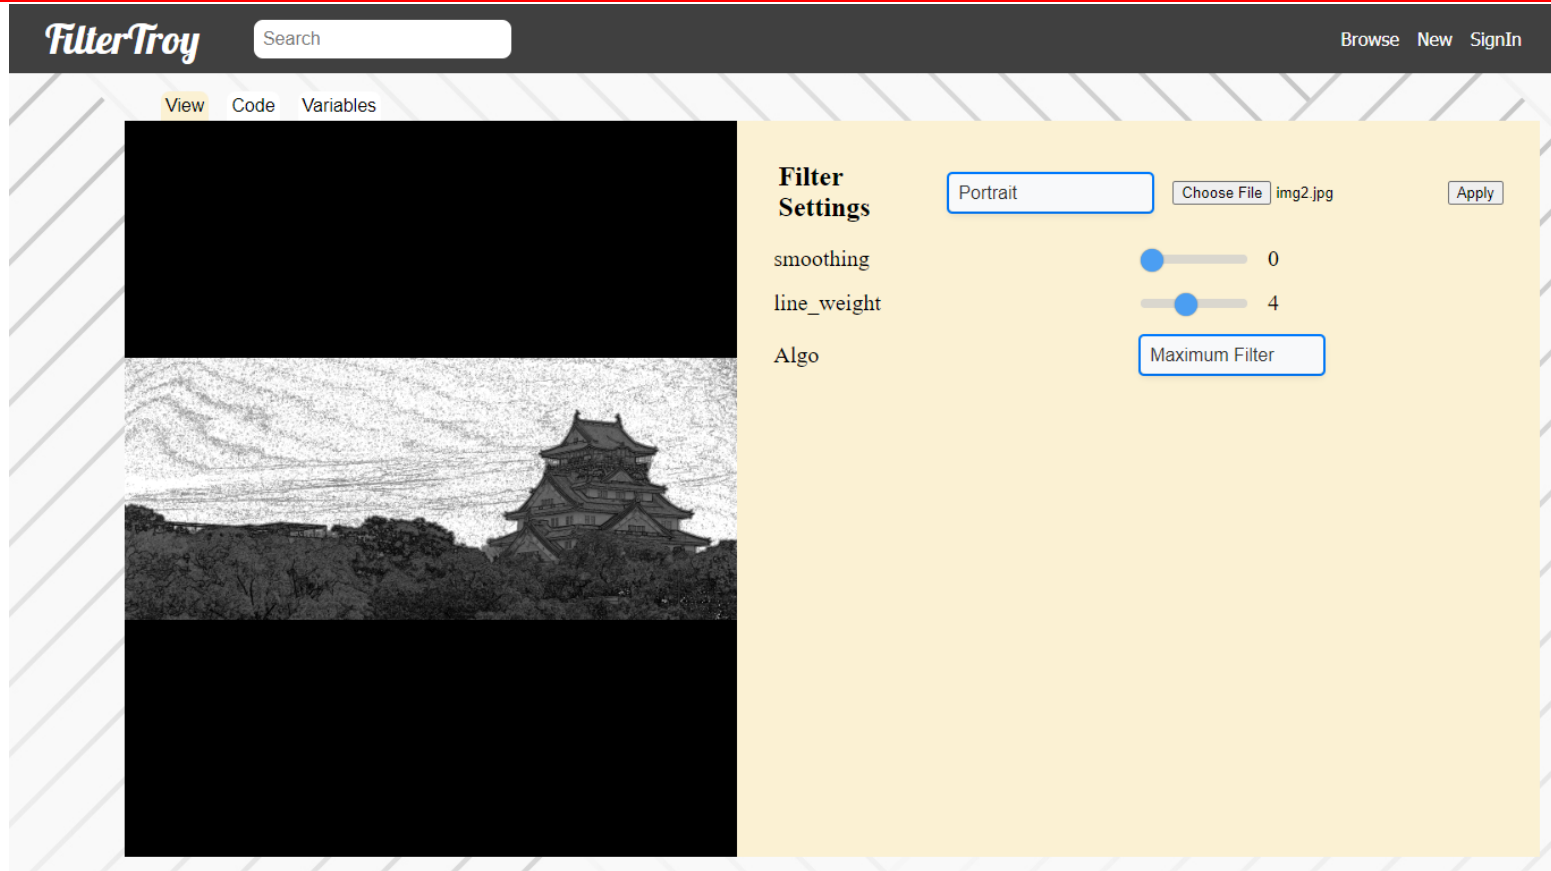 FilterTroy
Search
Browse New SignIn
View Code Variables
Filter
Settings
Portrait
Choose File img2.jpg
Apply
smoothing 0
line_weight 4
Algo Maximum Filter